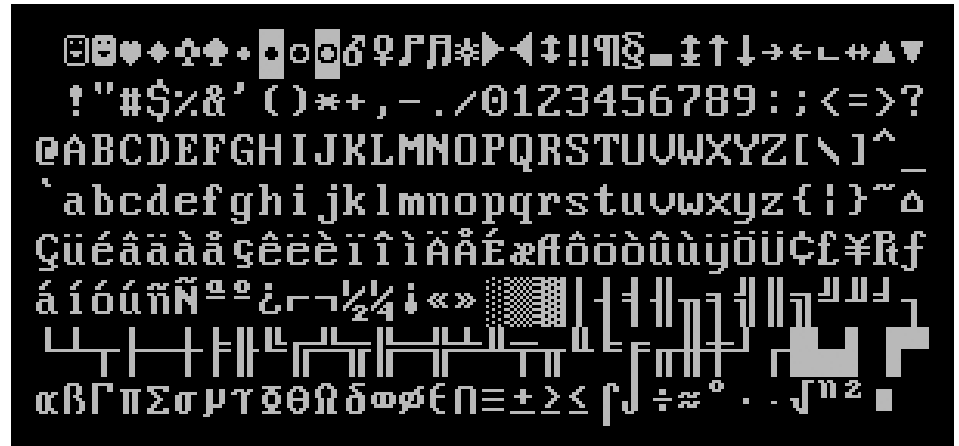 ☺☻♥♦♣♠•◘○◙♂♀♪♫☼►◄↕‼¶§▬↨↑↓→←∟↔▲▼
!"#$%&'()*+,-./0123456789:;<=>?
@ABCDEFGHIJKLMNOPQRSTUVWXYZ[\]^_
`abcdefghijklmnopqrstuvwxyz{|}~⌂
ÇüéâäàåçêëèïîìÄÅÉæÆôöòûùÿÖÜ¢£¥₧ƒ
áíóúñÑªº¿⌐¬½¼¡«»░▒▓│┤╡╢╖╕╣║╗╝╜╛┐
└┴┬├─┼╞╟╚╔╩╦╠═╬╧╨╤╥╙╘╒╓╫╪┘┌█▄▌▐▀
αßΓπΣσµτΦΘΩδ∞φε∩≡±≥≤⌠⌡÷≈°∙·√ⁿ²■